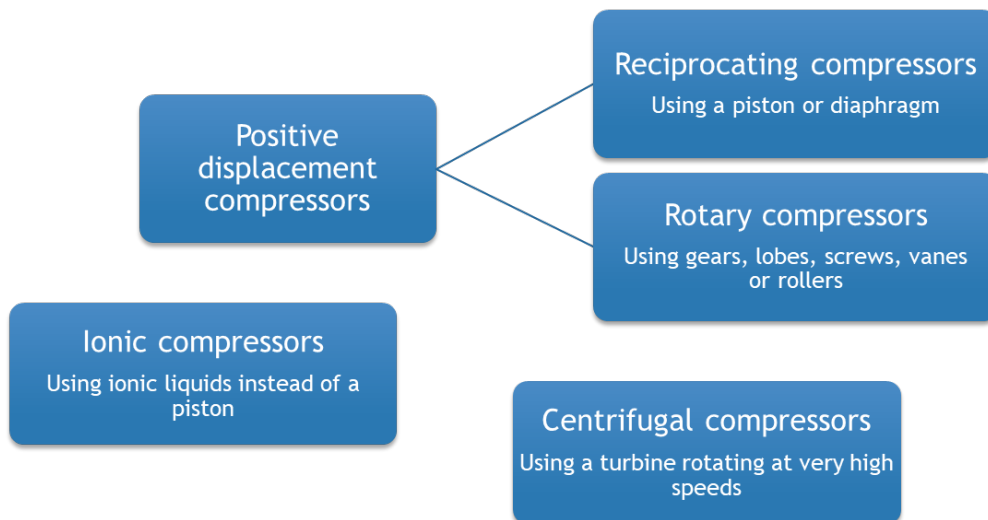 Positive
displacement
compressors
Reciprocating compressors
Using a piston or diaphragm
Rotary compressors
Using gears, lobes, screws, vanes
or rollers
Ionic compressors
Using ionic liquids instead of a
piston
Centrifugal compressors
Using a turbine rotating at very high
speeds